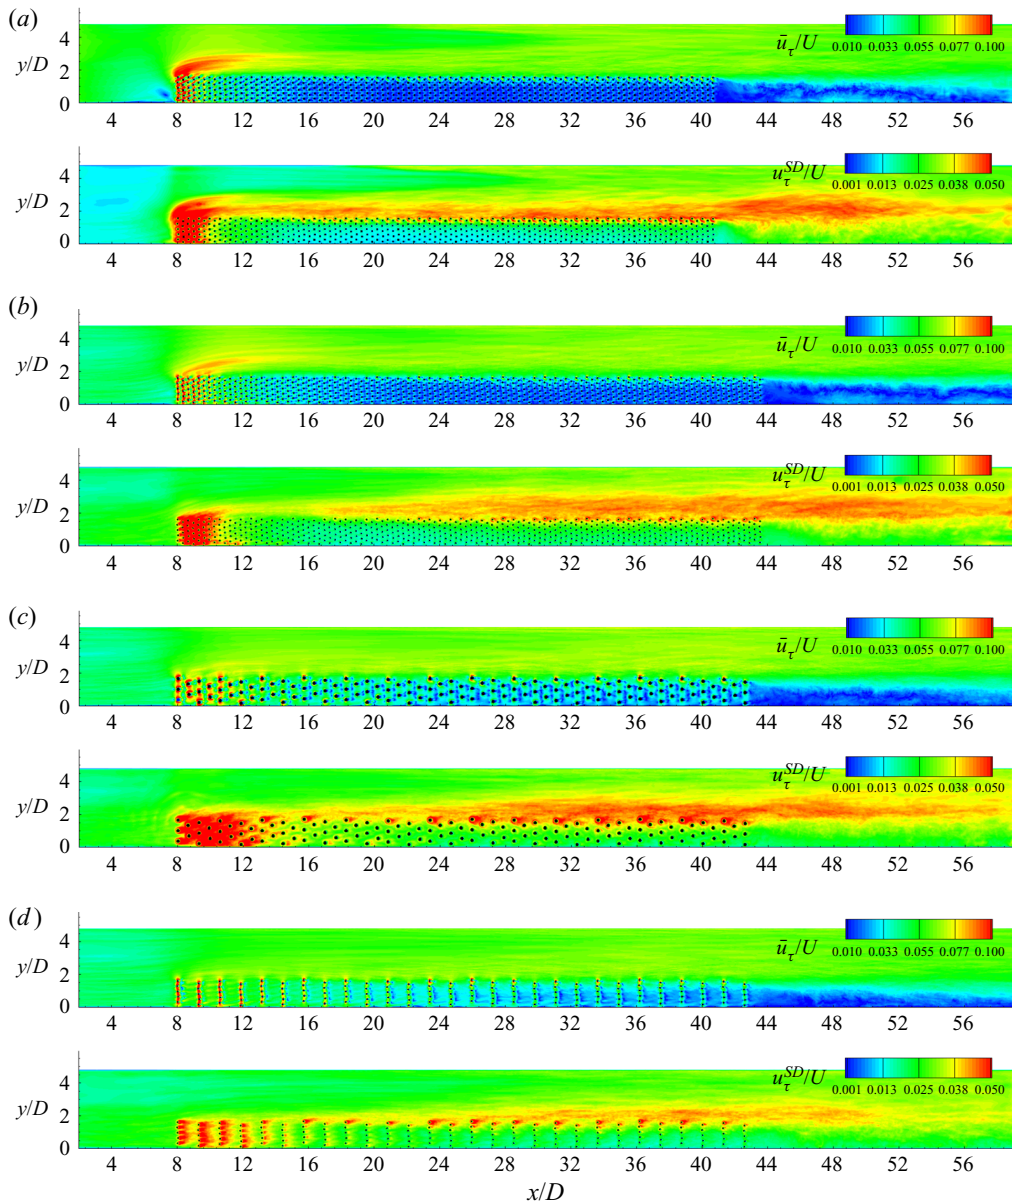 (a)
4
y/D 2
0
ū_τ/U
0.010 0.033 0.055 0.077 0.100
4 8 12 16 20 24 28 32 36 40 44 48 52 56
4
y/D 2
0
u_τ^{SD}/U
0.001 0.013 0.025 0.038 0.050
4 8 12 16 20 24 28 32 36 40 44 48 52 56
(b)
4
y/D 2
0
ū_τ/U
0.010 0.033 0.055 0.077 0.100
4 8 12 16 20 24 28 32 36 40 44 48 52 56
4
y/D 2
0
u_τ^{SD}/U
0.001 0.013 0.025 0.038 0.050
4 8 12 16 20 24 28 32 36 40 44 48 52 56
(c)
4
y/D 2
0
ū_τ/U
0.010 0.033 0.055 0.077 0.100
4 8 12 16 20 24 28 32 36 40 44 48 52 56
4
y/D 2
0
u_τ^{SD}/U
0.001 0.013 0.025 0.038 0.050
4 8 12 16 20 24 28 32 36 40 44 48 52 56
(d)
4
y/D 2
0
ū_τ/U
0.010 0.033 0.055 0.077 0.100
4 8 12 16 20 24 28 32 36 40 44 48 52 56
4
y/D 2
0
u_τ^{SD}/U
0.001 0.013 0.025 0.038 0.050
4 8 12 16 20 24 28 32 36 40 44 48 52 56
x/D